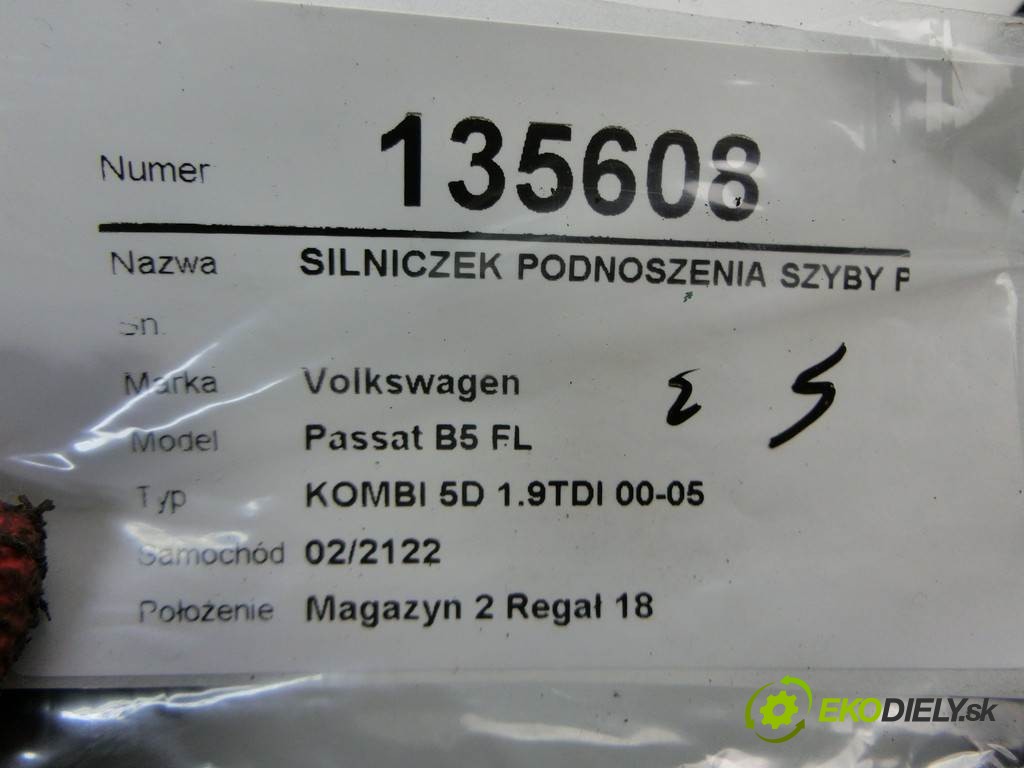 Numer 135608
Nazwa SILNICZEK PODNOSZENIA SZYBY P
Sn.
Marka Volkswagen
Model Passat B5 FL
Typ KOMBI 5D 1.9TDI 00-05
Samochód 02/2122
Położenie Magazyn 2 Regał 18
EKODIELY.sk